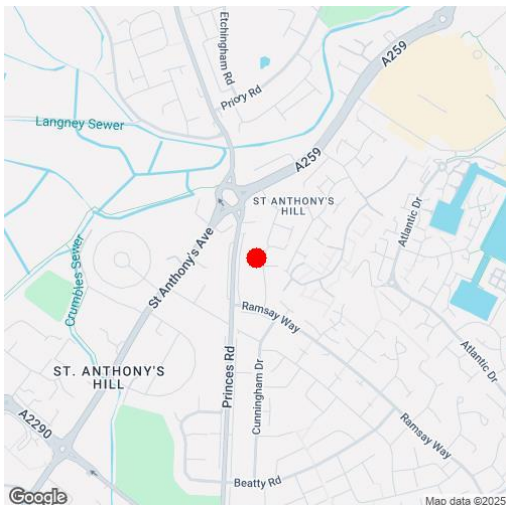 Etchingham Rd
A259
Priory Rd
Langney Sewer
A259
ST ANTHONY'S
HILL
Atlantic Dr
St Anthony's Ave
Crumbles Sewer
Ramsay Way
ST. ANTHONY'S
HILL
Princes Rd
Cunningham Dr
Atlantic Dr
A2290
Ramsay Way
Beatty Rd
Google
Map data ©2025